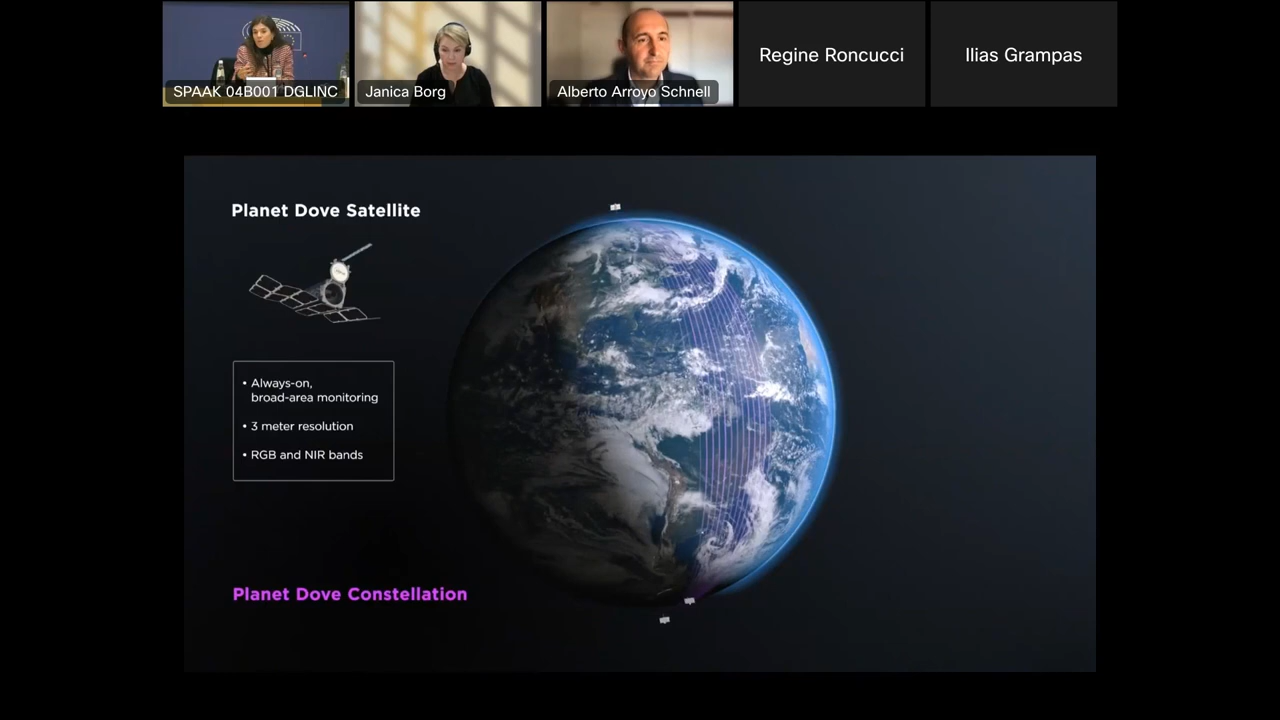 SPAAK 04B001 DGLINC
Janica Borg
Alberto Arroyo Schnell
Regine Roncucci
Ilias Grampas
Planet Dove Satellite
• Always-on,
broad-area monitoring
• 3 meter resolution
• RGB and NIR bands
Planet Dove Constellation